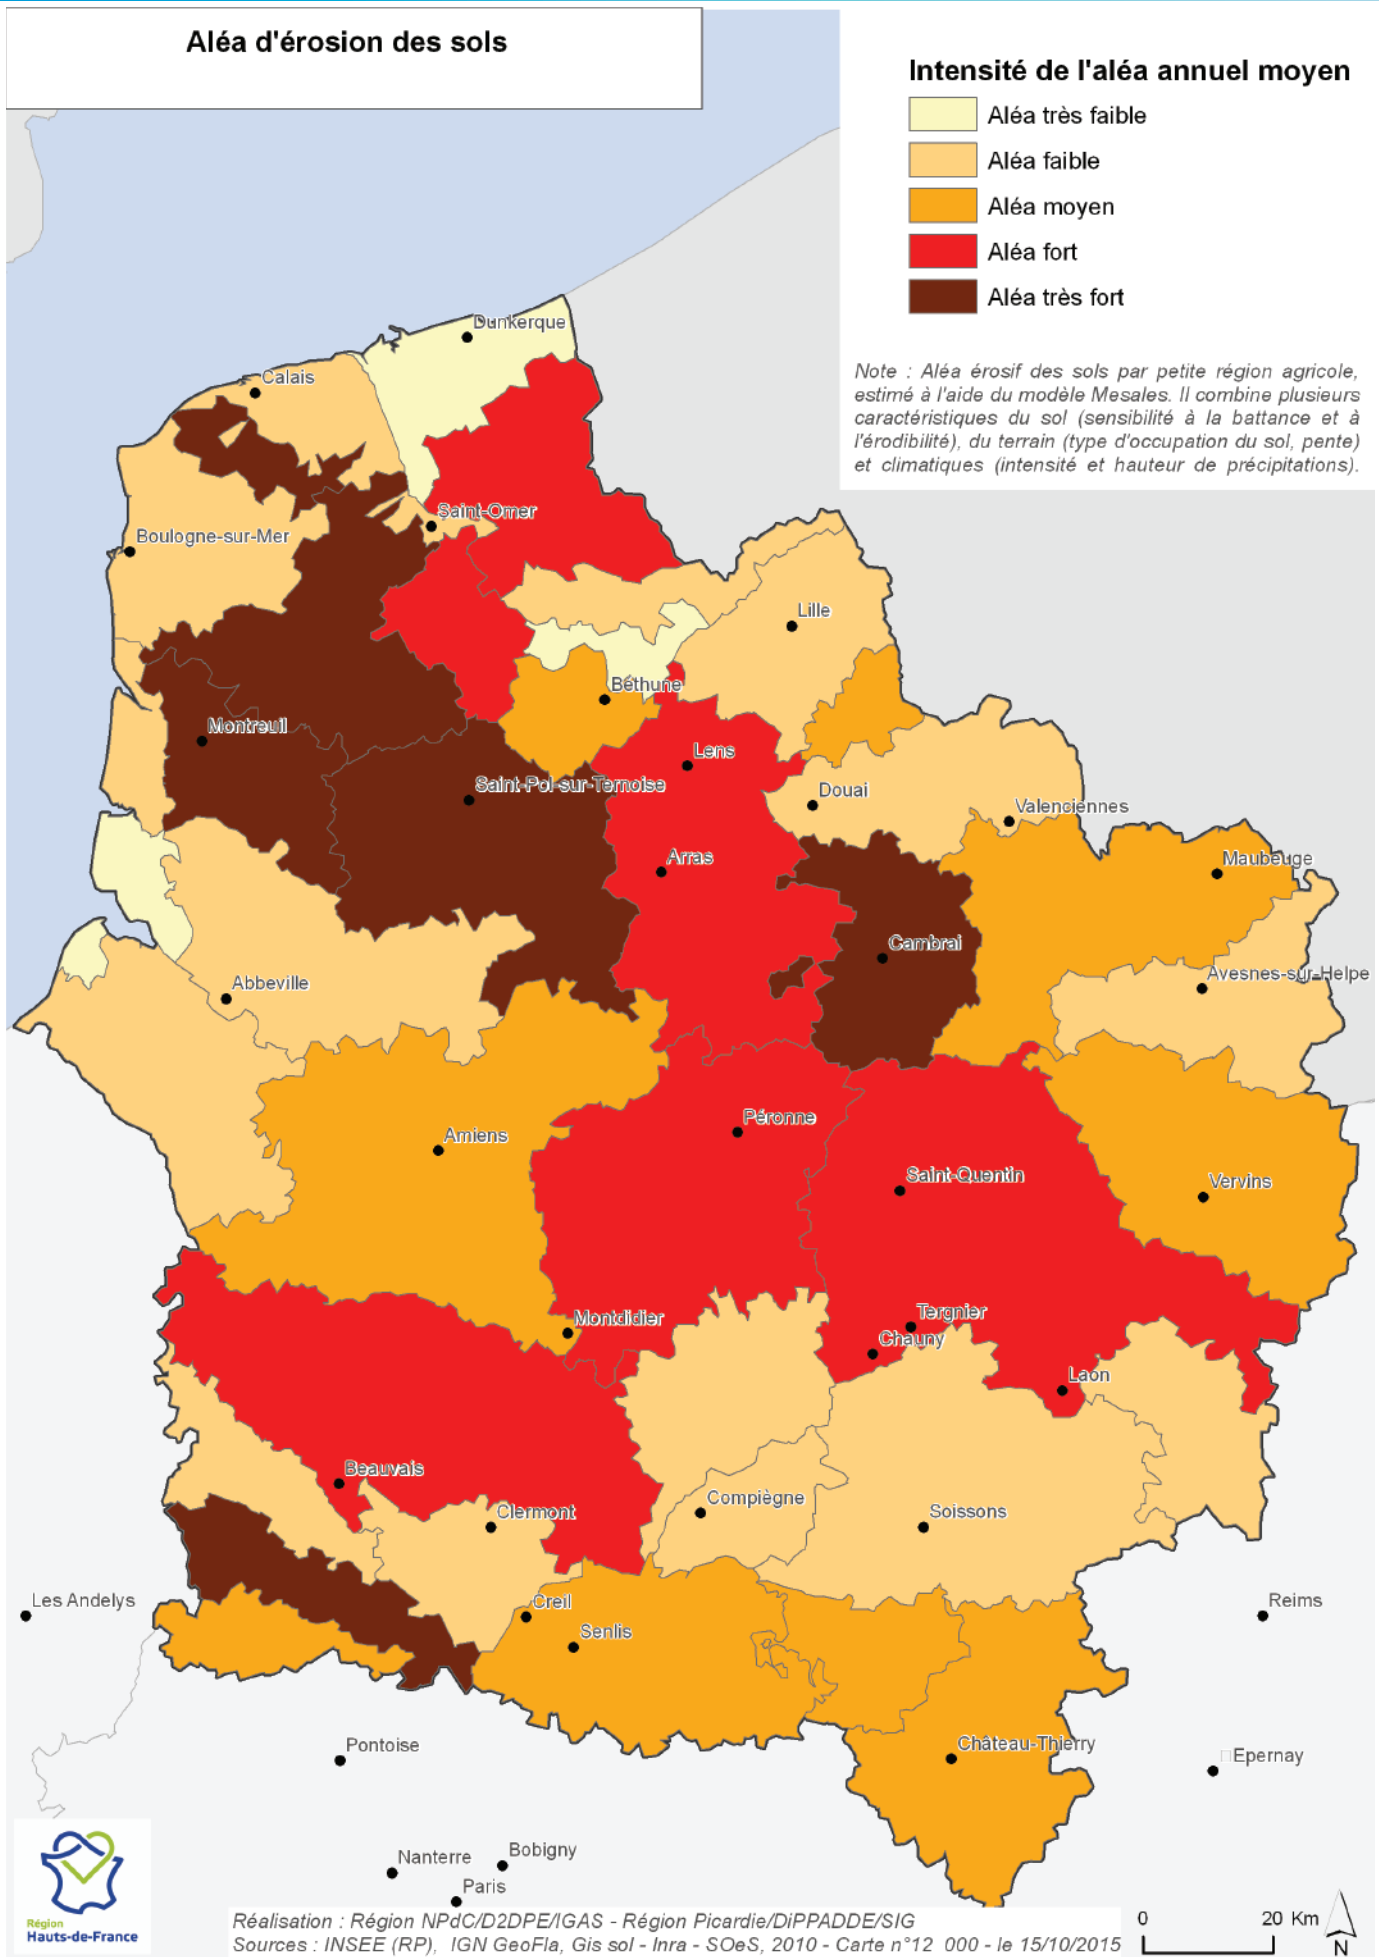 Aléa d'érosion des sols
Intensité de l'aléa annuel moyen
Aléa très faible
Aléa faible
Aléa moyen
Aléa fort
Aléa très fort
Note : Aléa érosif des sols par petite région agricole,
estimé à l'aide du modèle Mesales. Il combine plusieurs
caractéristiques du sol (sensibilité à la battance et à
l'érodibilité), du terrain (type d'occupation du sol, pente)
et climatiques (intensité et hauteur de précipitations).
Dunkerque
Calais
Saint-Omer
Boulogne-sur-Mer
Lille
Béthune
Montreuil
Lens
Saint-Pol-sur-Ternoise
Douai
Valenciennes
Arras
Maubeuge
Cambrai
Abbeville
Avesnes-sur-Helpe
Péronne
Amiens
Saint-Quentin
Vervins
Montdidier
Tergnier
Chauny
Laon
Beauvais
Compiègne
Clermont
Soissons
Les Andelys
Creil
Reims
Senlis
Pontoise
Château-Thierry
Epernay
Nanterre
Bobigny
Paris
Région
Hauts-de-France
Réalisation : Région NPdC/D2DPE/IGAS - Région Picardie/DiPPADDE/SIG
Sources : INSEE (RP), IGN GeoFla, Gis sol - Inra - SOeS, 2010 - Carte n°12 000 - le 15/10/2015
0 20 Km
N